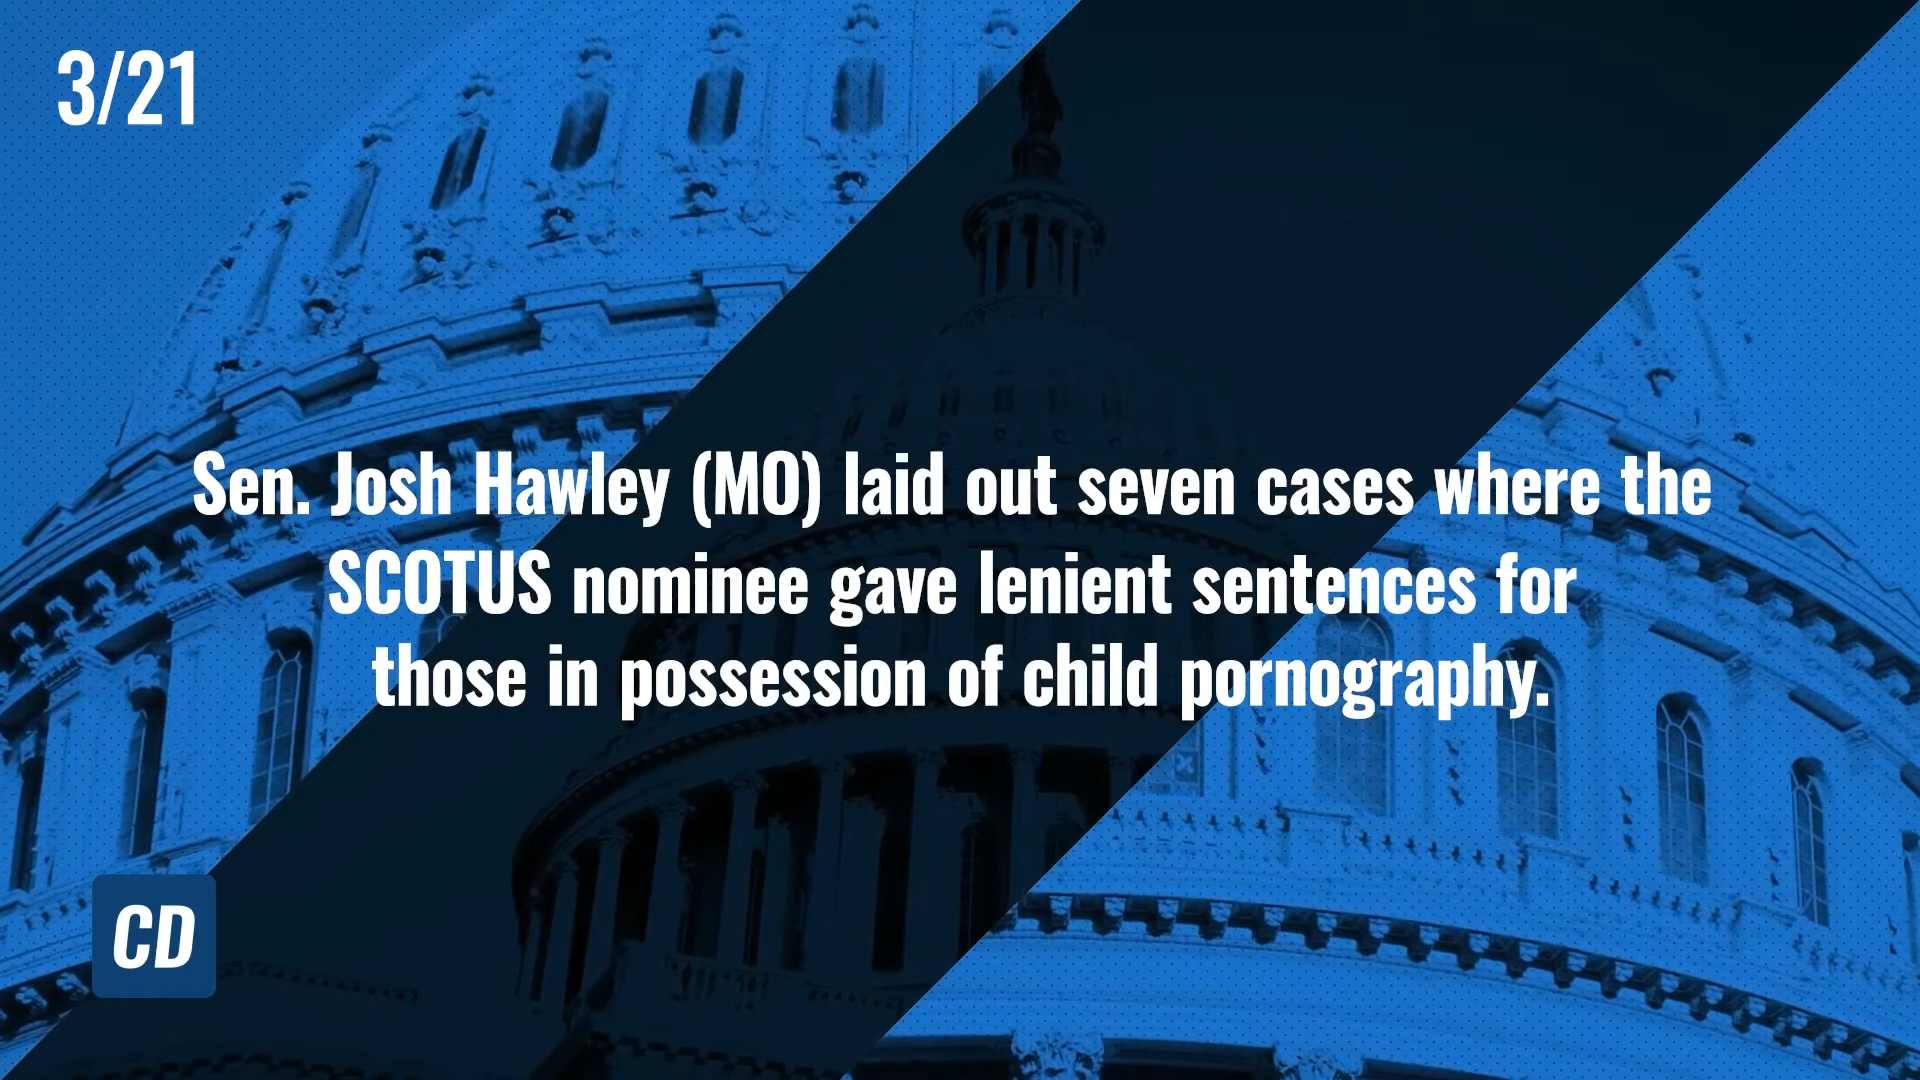 3/21
Sen. Josh Hawley (MO) laid out seven cases where the
SCOTUS nominee gave lenient sentences for
those in possession of child pornography.
CD